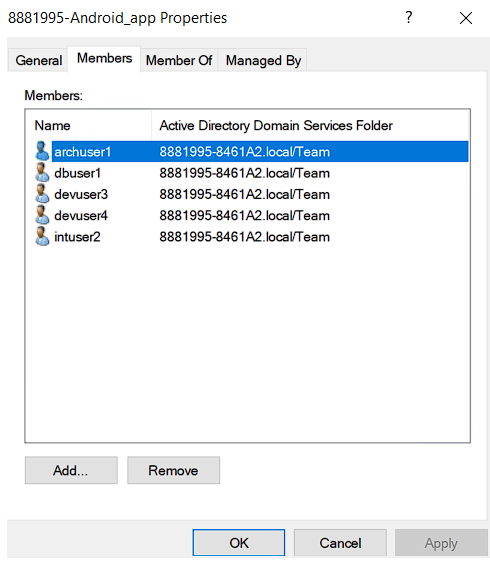 8881995-Android_app Properties ?
General Members Member Of Managed By
Members:
Name Active Directory Domain Services Folder
archuser1 8881995-8461A2.local/Team
dbuser1 8881995-8461A2.local/Team
devuser3 8881995-8461A2.local/Team
devuser4 8881995-8461A2.local/Team
intuser2 8881995-8461A2.local/Team
Add... Remove
OK Cancel Apply